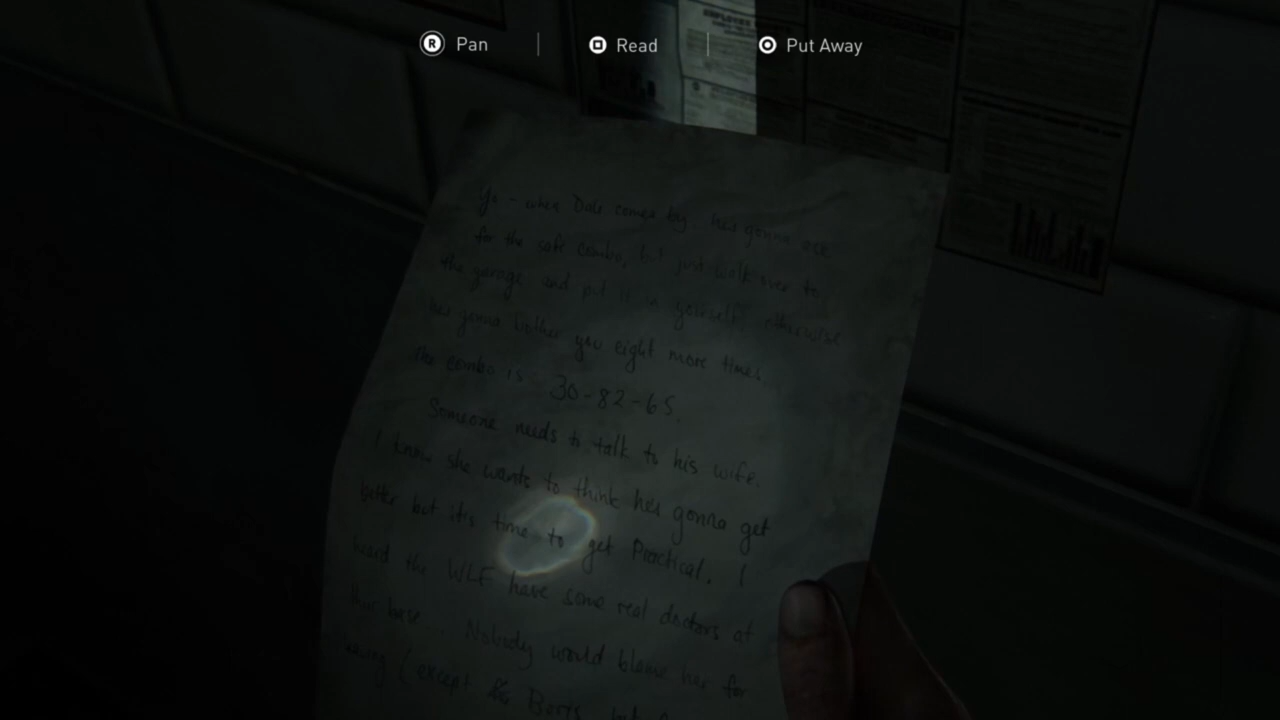 Pan
Read
Put Away
EMPLOYEE
Yo - when Dale comes by, he's gonna ask
for the safe combo, but just walk over to
the garage and put it in yourself, otherwise
he's gonna bother you eight more times.
The combo is 30-82-65
Someone needs to talk to his wife.
I know she wants to think he's gonna get
better but it's time to get Practical. I
heard the WLF have some real doctors at
their base. Nobody would blame her for
leaving (except